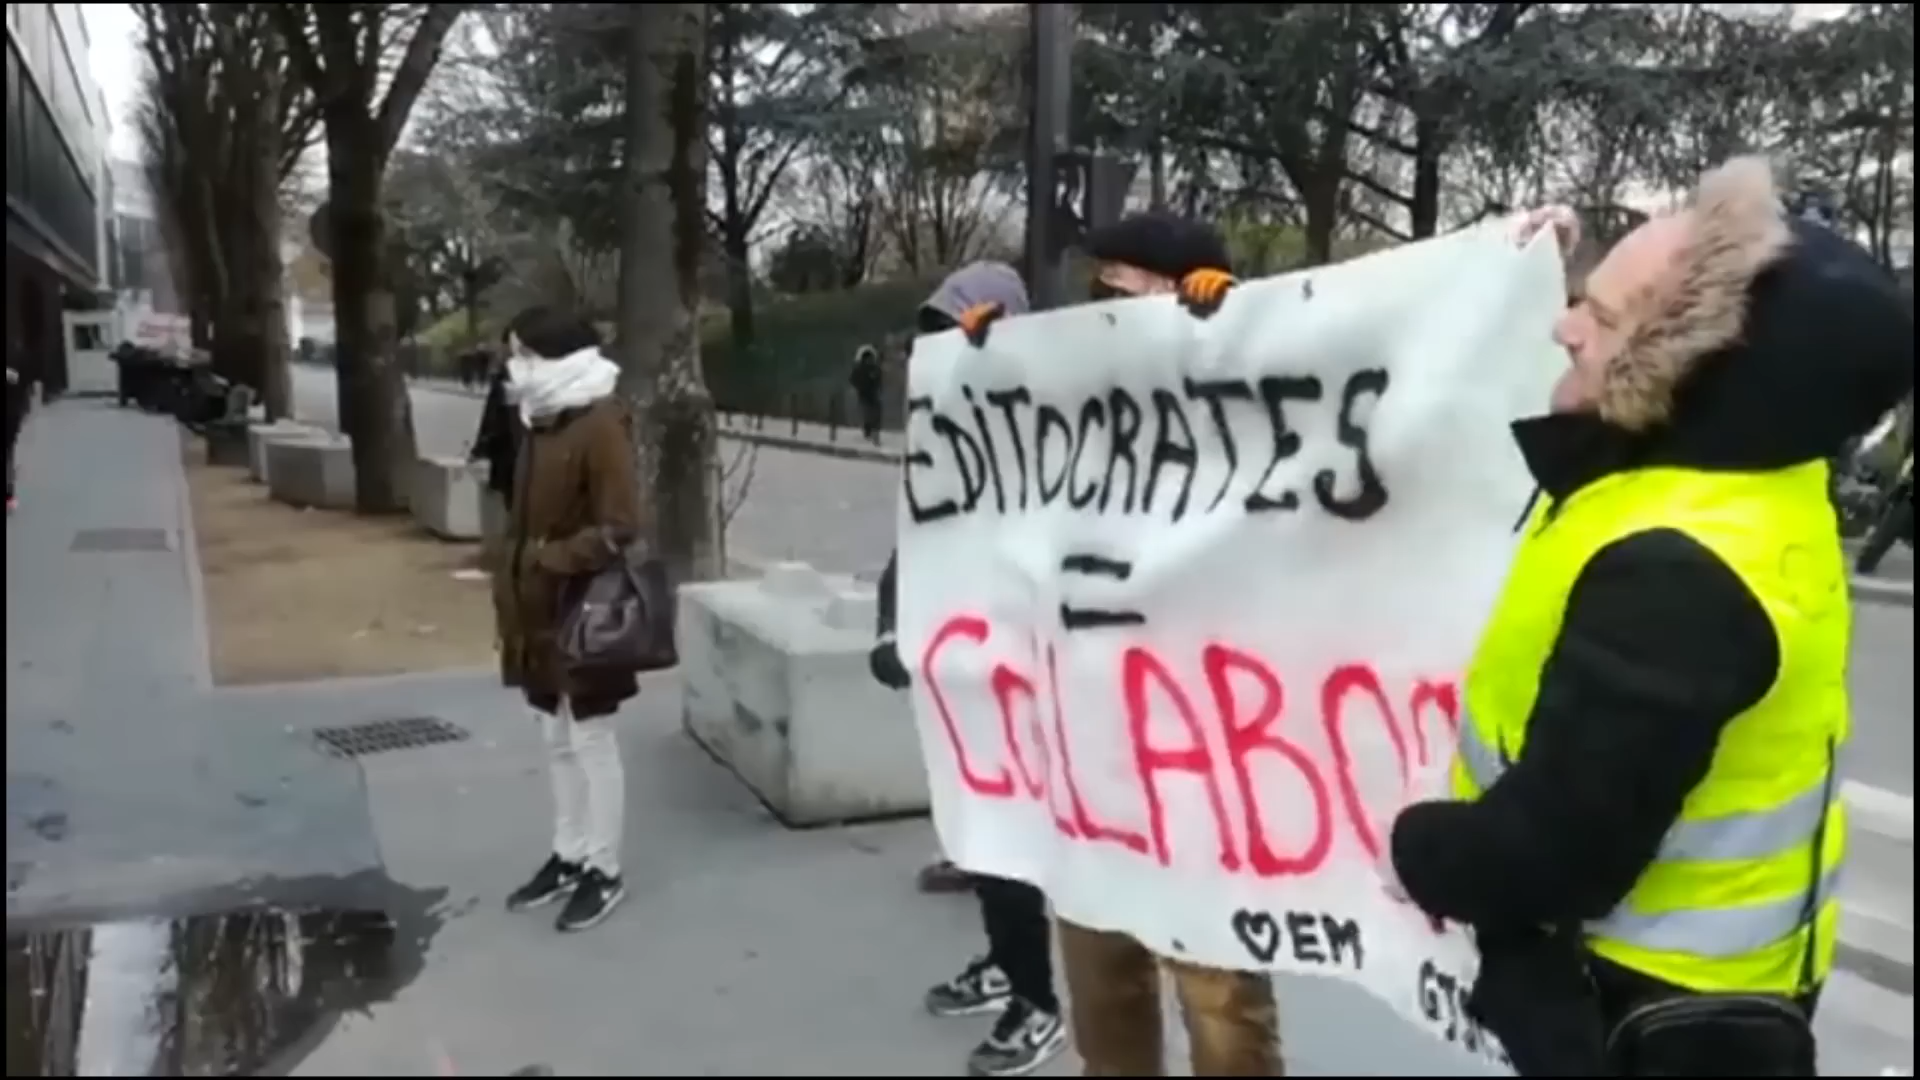 EDITOCRATES
=
COLLABO
♡EM